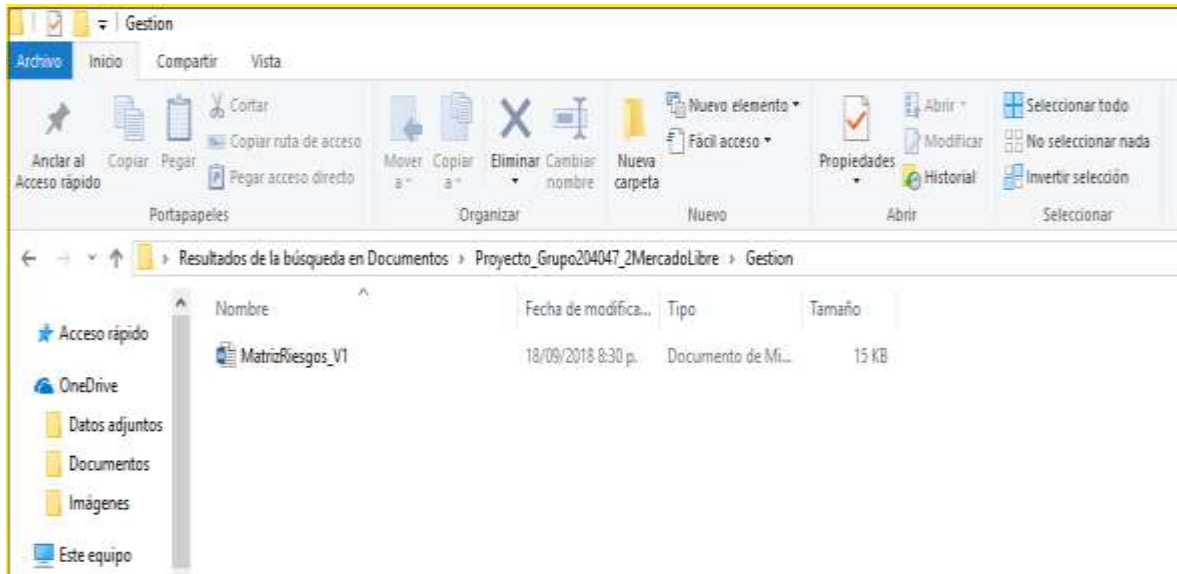 Gestion
Archivo Inicio Compartir Vista
Anclar al Acceso rápido
Copiar
Pegar
Cortar
Copiar ruta de acceso
Pegar acceso directo
Portapapeles
Mover a
Copiar a
Eliminar
Cambiar nombre
Organizar
Nueva carpeta
Nuevo elemento
Fácil acceso
Nuevo
Propiedades
Abrir
Modificar
Historial
Abrir
Seleccionar todo
No seleccionar nada
Invertir selección
Seleccionar
Resultados de la búsqueda en Documentos › Proyecto_Grupo204047_2MercadoLibre › Gestion
Acceso rápido
OneDrive
Datos adjuntos
Documentos
Imágenes
Este equipo
Nombre Fecha de modifica... Tipo Tamaño
MatrizRiesgos_V1 18/09/2018 8:30 p. Documento de Mi... 15 KB